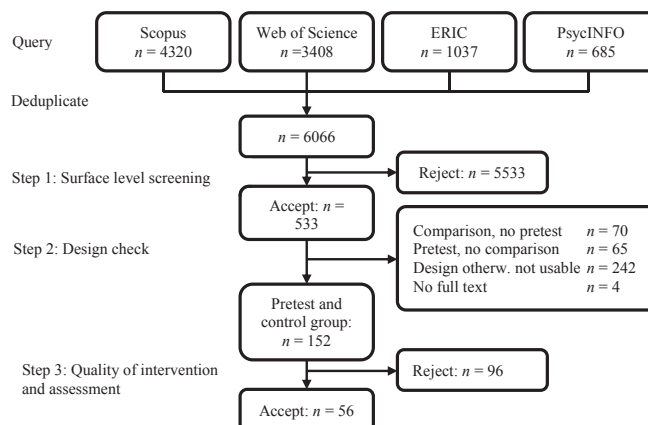 Query
Scopus
n = 4320
Web of Science
n =3408
ERIC
n = 1037
PsycINFO
n = 685
Deduplicate
n = 6066
Step 1: Surface level screening
Reject: n = 5533
Accept: n =
533
Step 2: Design check
Comparison, no pretest n = 70
Pretest, no comparison n = 65
Design otherw. not usable n = 242
No full text n = 4
Pretest and
control group:
n = 152
Step 3: Quality of intervention
and assessment
Reject: n = 96
Accept: n = 56